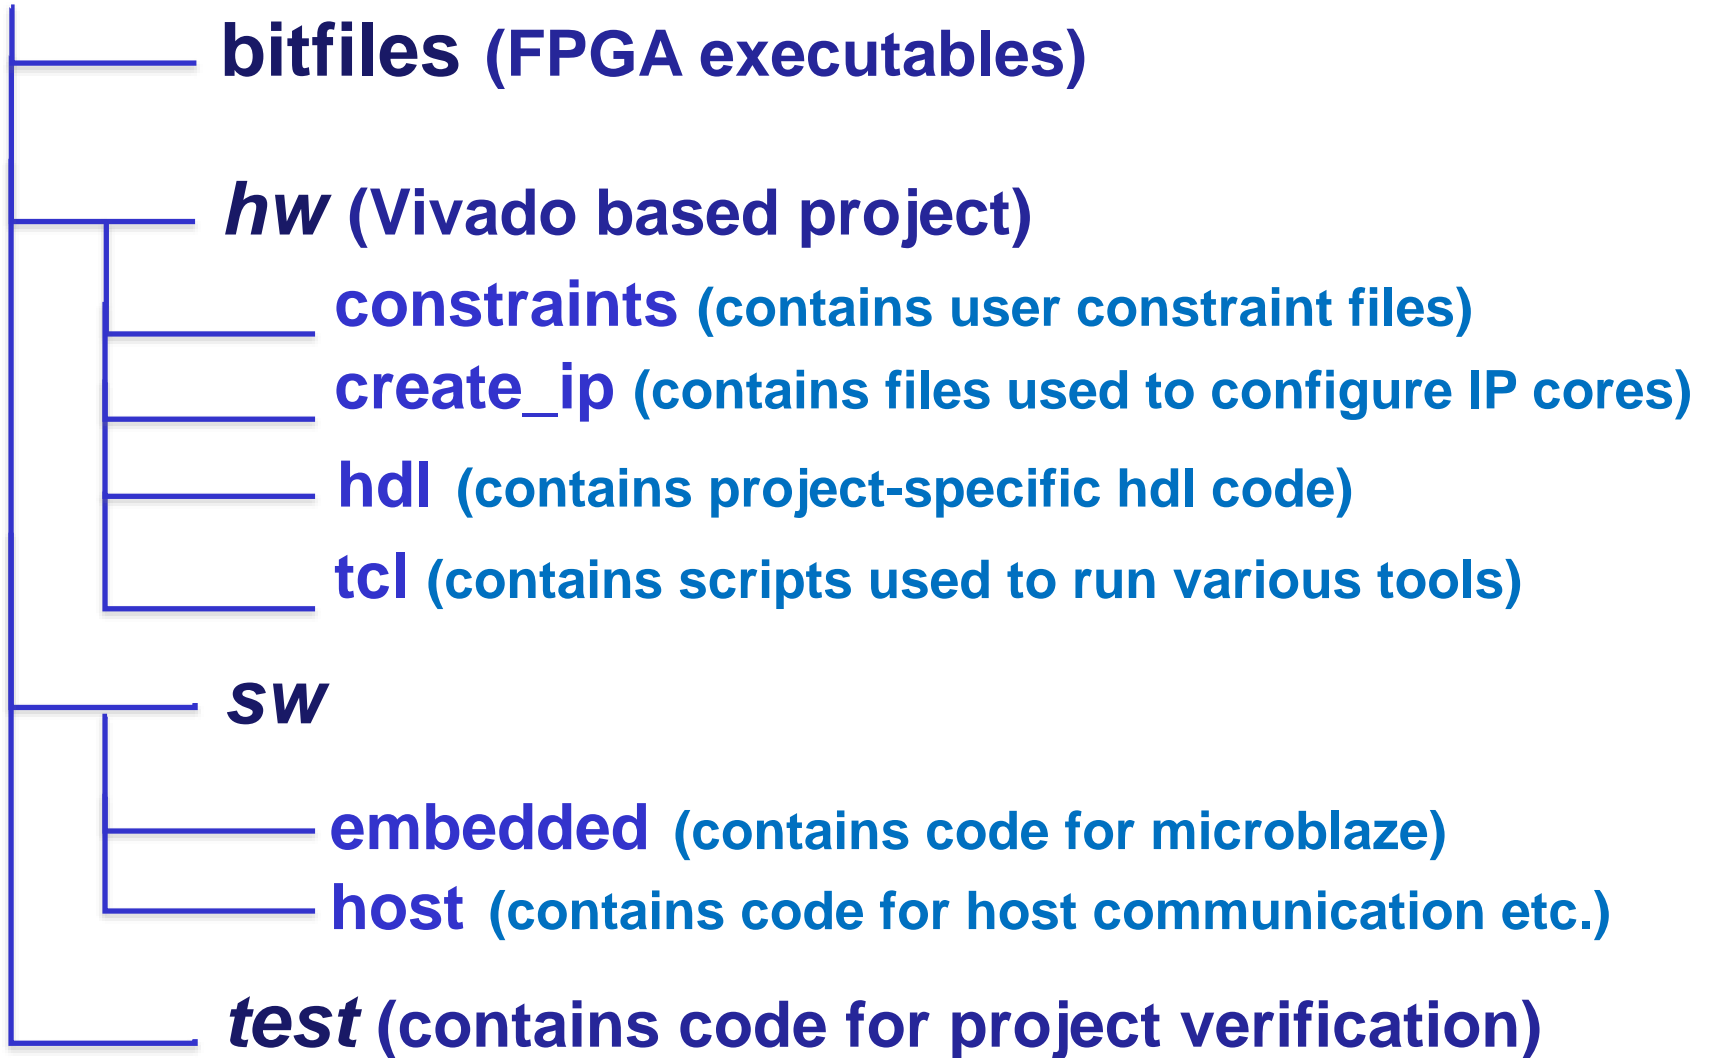 bitfiles (FPGA executables)
hw (Vivado based project)
constraints (contains user constraint files)
create_ip (contains files used to configure IP cores)
hdl (contains project-specific hdl code)
tcl (contains scripts used to run various tools)
sw
embedded (contains code for microblaze)
host (contains code for host communication etc.)
test (contains code for project verification)